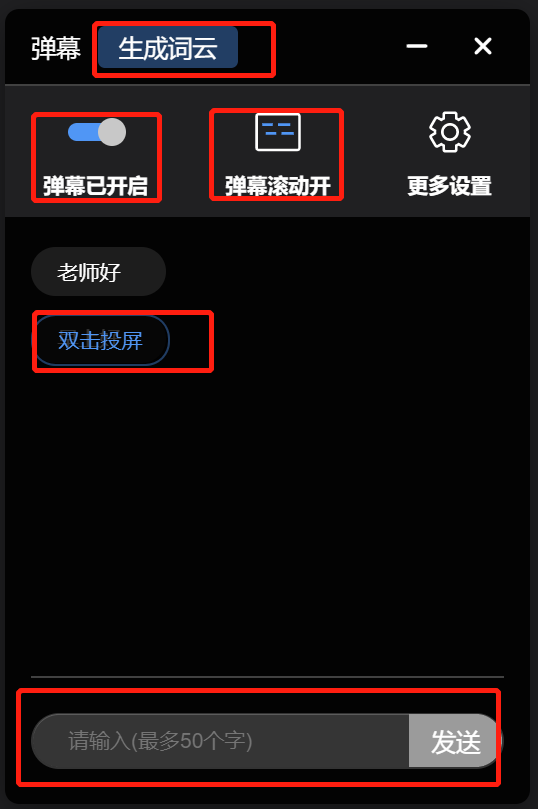 弹幕 生成词云
弹幕已开启 弹幕滚动开 更多设置
老师好
双击投屏
请输入(最多50个字) 发送